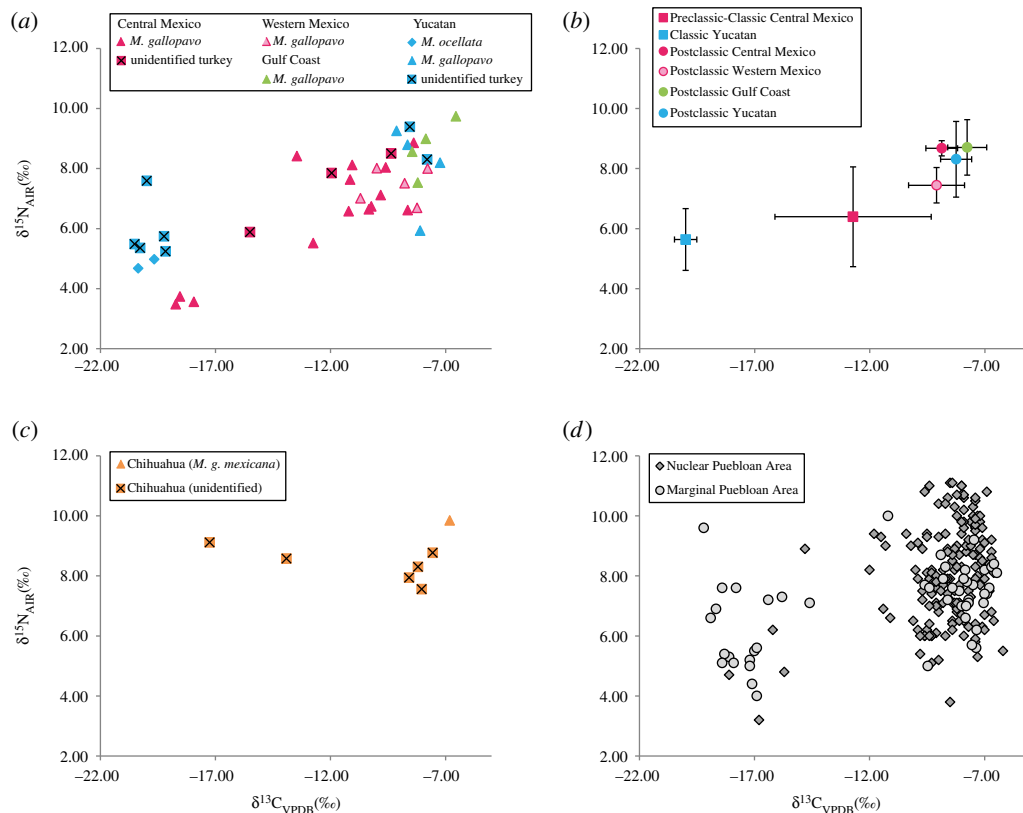 (a)
Central Mexico Western Mexico Yucatan
M. gallopavo M. gallopavo M. ocellata
unidentified turkey Gulf Coast M. gallopavo
M. gallopavo unidentified turkey
12.00
10.00
8.00
6.00
4.00
2.00
δ15NAIR(‰)
–22.00 –17.00 –12.00 –7.00
(b)
Preclassic-Classic Central Mexico
Classic Yucatan
Postclassic Central Mexico
Postclassic Western Mexico
Postclassic Gulf Coast
Postclassic Yucatan
12.00
10.00
8.00
6.00
4.00
2.00
–22.00 –17.00 –12.00 –7.00
(c)
Chihuahua (M. g. mexicana)
Chihuahua (unidentified)
12.00
10.00
8.00
6.00
4.00
2.00
δ15NAIR(‰)
–22.00 –17.00 –12.00 –7.00
δ13CVPDB(‰)
(d)
Nuclear Puebloan Area
Marginal Puebloan Area
12.00
10.00
8.00
6.00
4.00
2.00
–22.00 –17.00 –12.00 –7.00
δ13CVPDB(‰)